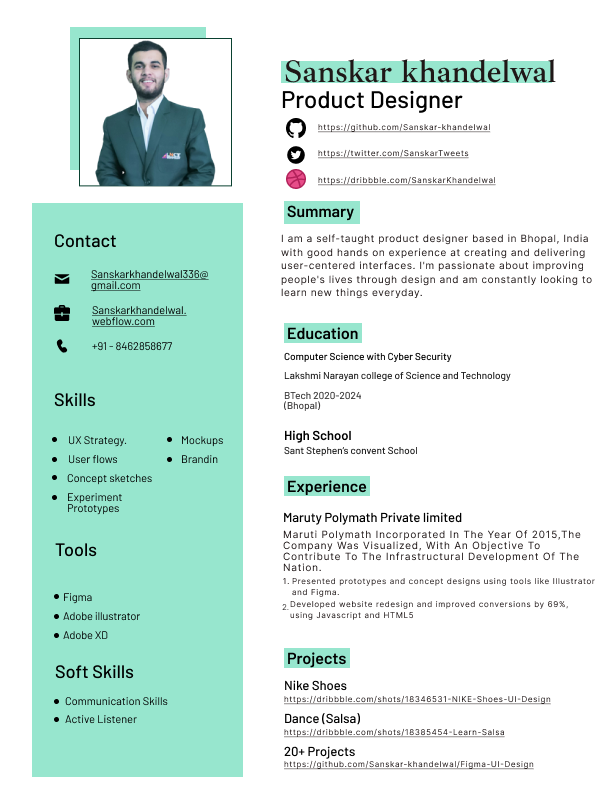 Sanskar khandelwal
Product Designer
https://github.com/Sanskar-khandelwal
https://twitter.com/SanskarTweets
https://dribbble.com/SanskarKhandelwal
Contact
Sanskarkhandelwal336@
gmail.com
Sanskarkhandelwal.
webflow.com
+91 - 8462858677
Skills
UX Strategy.
User flows
Concept sketches
Experiment
Prototypes
Mockups
Brandin
Tools
Figma
Adobe illustrator
Adobe XD
Soft Skills
Communication Skills
Active Listener
Summary
I am a self-taught product designer based in Bhopal, India
with good hands on experience at creating and delivering
user-centered interfaces. I'm passionate about improving
people's lives through design and am constantly looking to
learn new things everyday.
Education
Computer Science with Cyber Security
Lakshmi Narayan college of Science and Technology
BTech 2020-2024
(Bhopal)
High School
Sant Stephen's convent School
Experience
Maruty Polymath Private limited
Maruti Polymath Incorporated In The Year Of 2015,The
Company Was Visualized, With An Objective To
Contribute To The Infrastructural Development Of The
Nation.
1. Presented prototypes and concept designs using tools like Illustrator
and Figma.
2. Developed website redesign and improved conversions by 69%,
using Javascript and HTML5
Projects
Nike Shoes
https://dribbble.com/shots/18346531-NIKE-Shoes-UI-Design
Dance (Salsa)
https://dribbble.com/shots/18385454-Learn-Salsa
20+ Projects
https://github.com/Sanskar-khandelwal/Figma-UI-Design